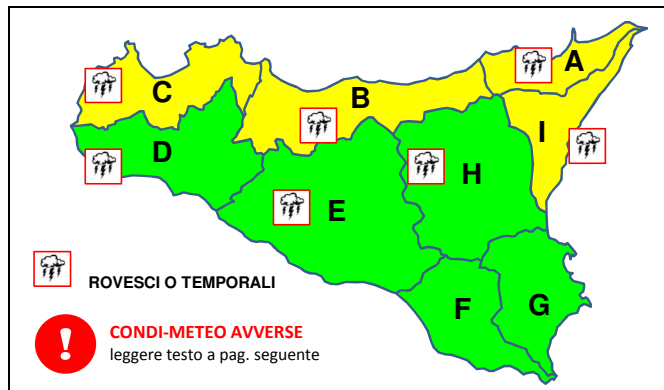 A
B
C
I
D
H
E
F
G
ROVESCI O TEMPORALI
CONDI-METEO AVVERSE
leggere testo a pag. seguente